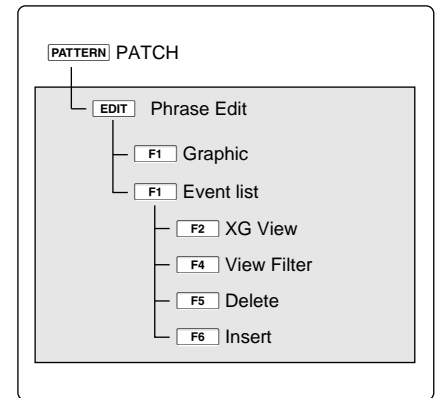 PATTERN PATCH
EDIT Phrase Edit
F1 Graphic
F1 Event list
F2 XG View
F4 View Filter
F5 Delete
F6 Insert